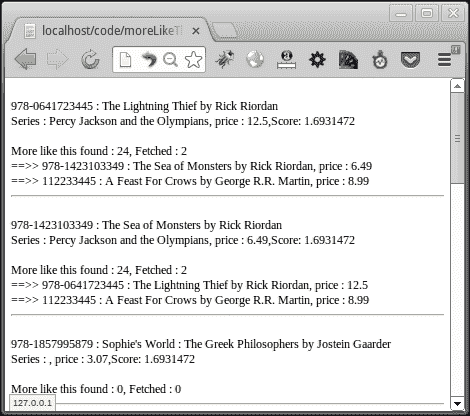 localhost/code/moreLikeT
978-0641723445 : The Lightning Thief by Rick Riordan
Series : Percy Jackson and the Olympians, price : 12.5,Score: 1.6931472
More like this found : 24, Fetched : 2
==>> 978-1423103349 : The Sea of Monsters by Rick Riordan, price : 6.49
==>> 112233445 : A Feast For Crows by George R.R. Martin, price : 8.99
978-1423103349 : The Sea of Monsters by Rick Riordan
Series : Percy Jackson and the Olympians, price : 6.49,Score: 1.6931472
More like this found : 24, Fetched : 2
==>> 978-0641723445 : The Lightning Thief by Rick Riordan, price : 12.5
==>> 112233445 : A Feast For Crows by George R.R. Martin, price : 8.99
978-1857995879 : Sophie's World : The Greek Philosophers by Jostein Gaarder
Series : , price : 3.07,Score: 1.6931472
More like this found : 0, Fetched : 0
127.0.0.1